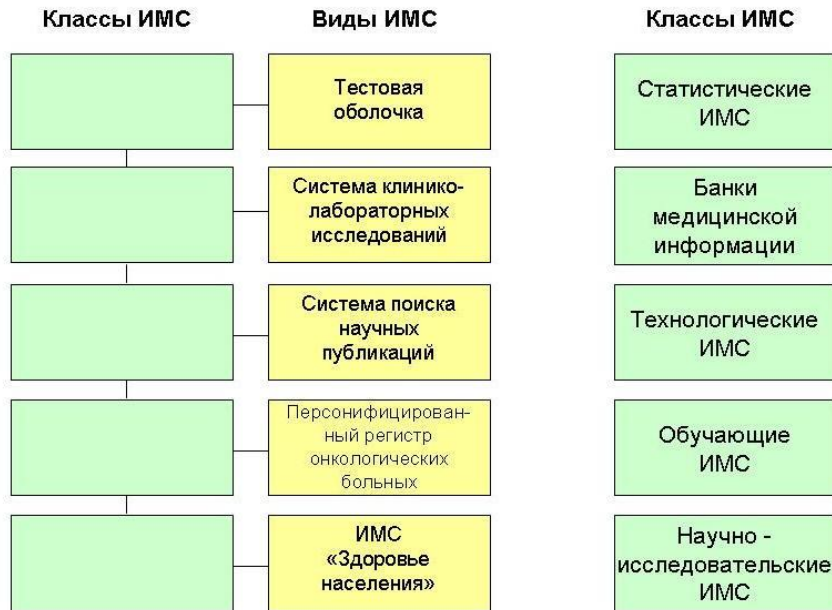 Классы ИМС
Виды ИМС
Классы ИМС
Тестовая
оболочка
Статистические
ИМС
Система клинико-
лабораторных
исследований
Банки
медицинской
информации
Система поиска
научных
публикаций
Технологические
ИМС
Персонифицирован-
ный регистр
онкологических
больных
Обучающие
ИМС
ИМС
«Здоровье
населения»
Научно -
исследовательские
ИМС